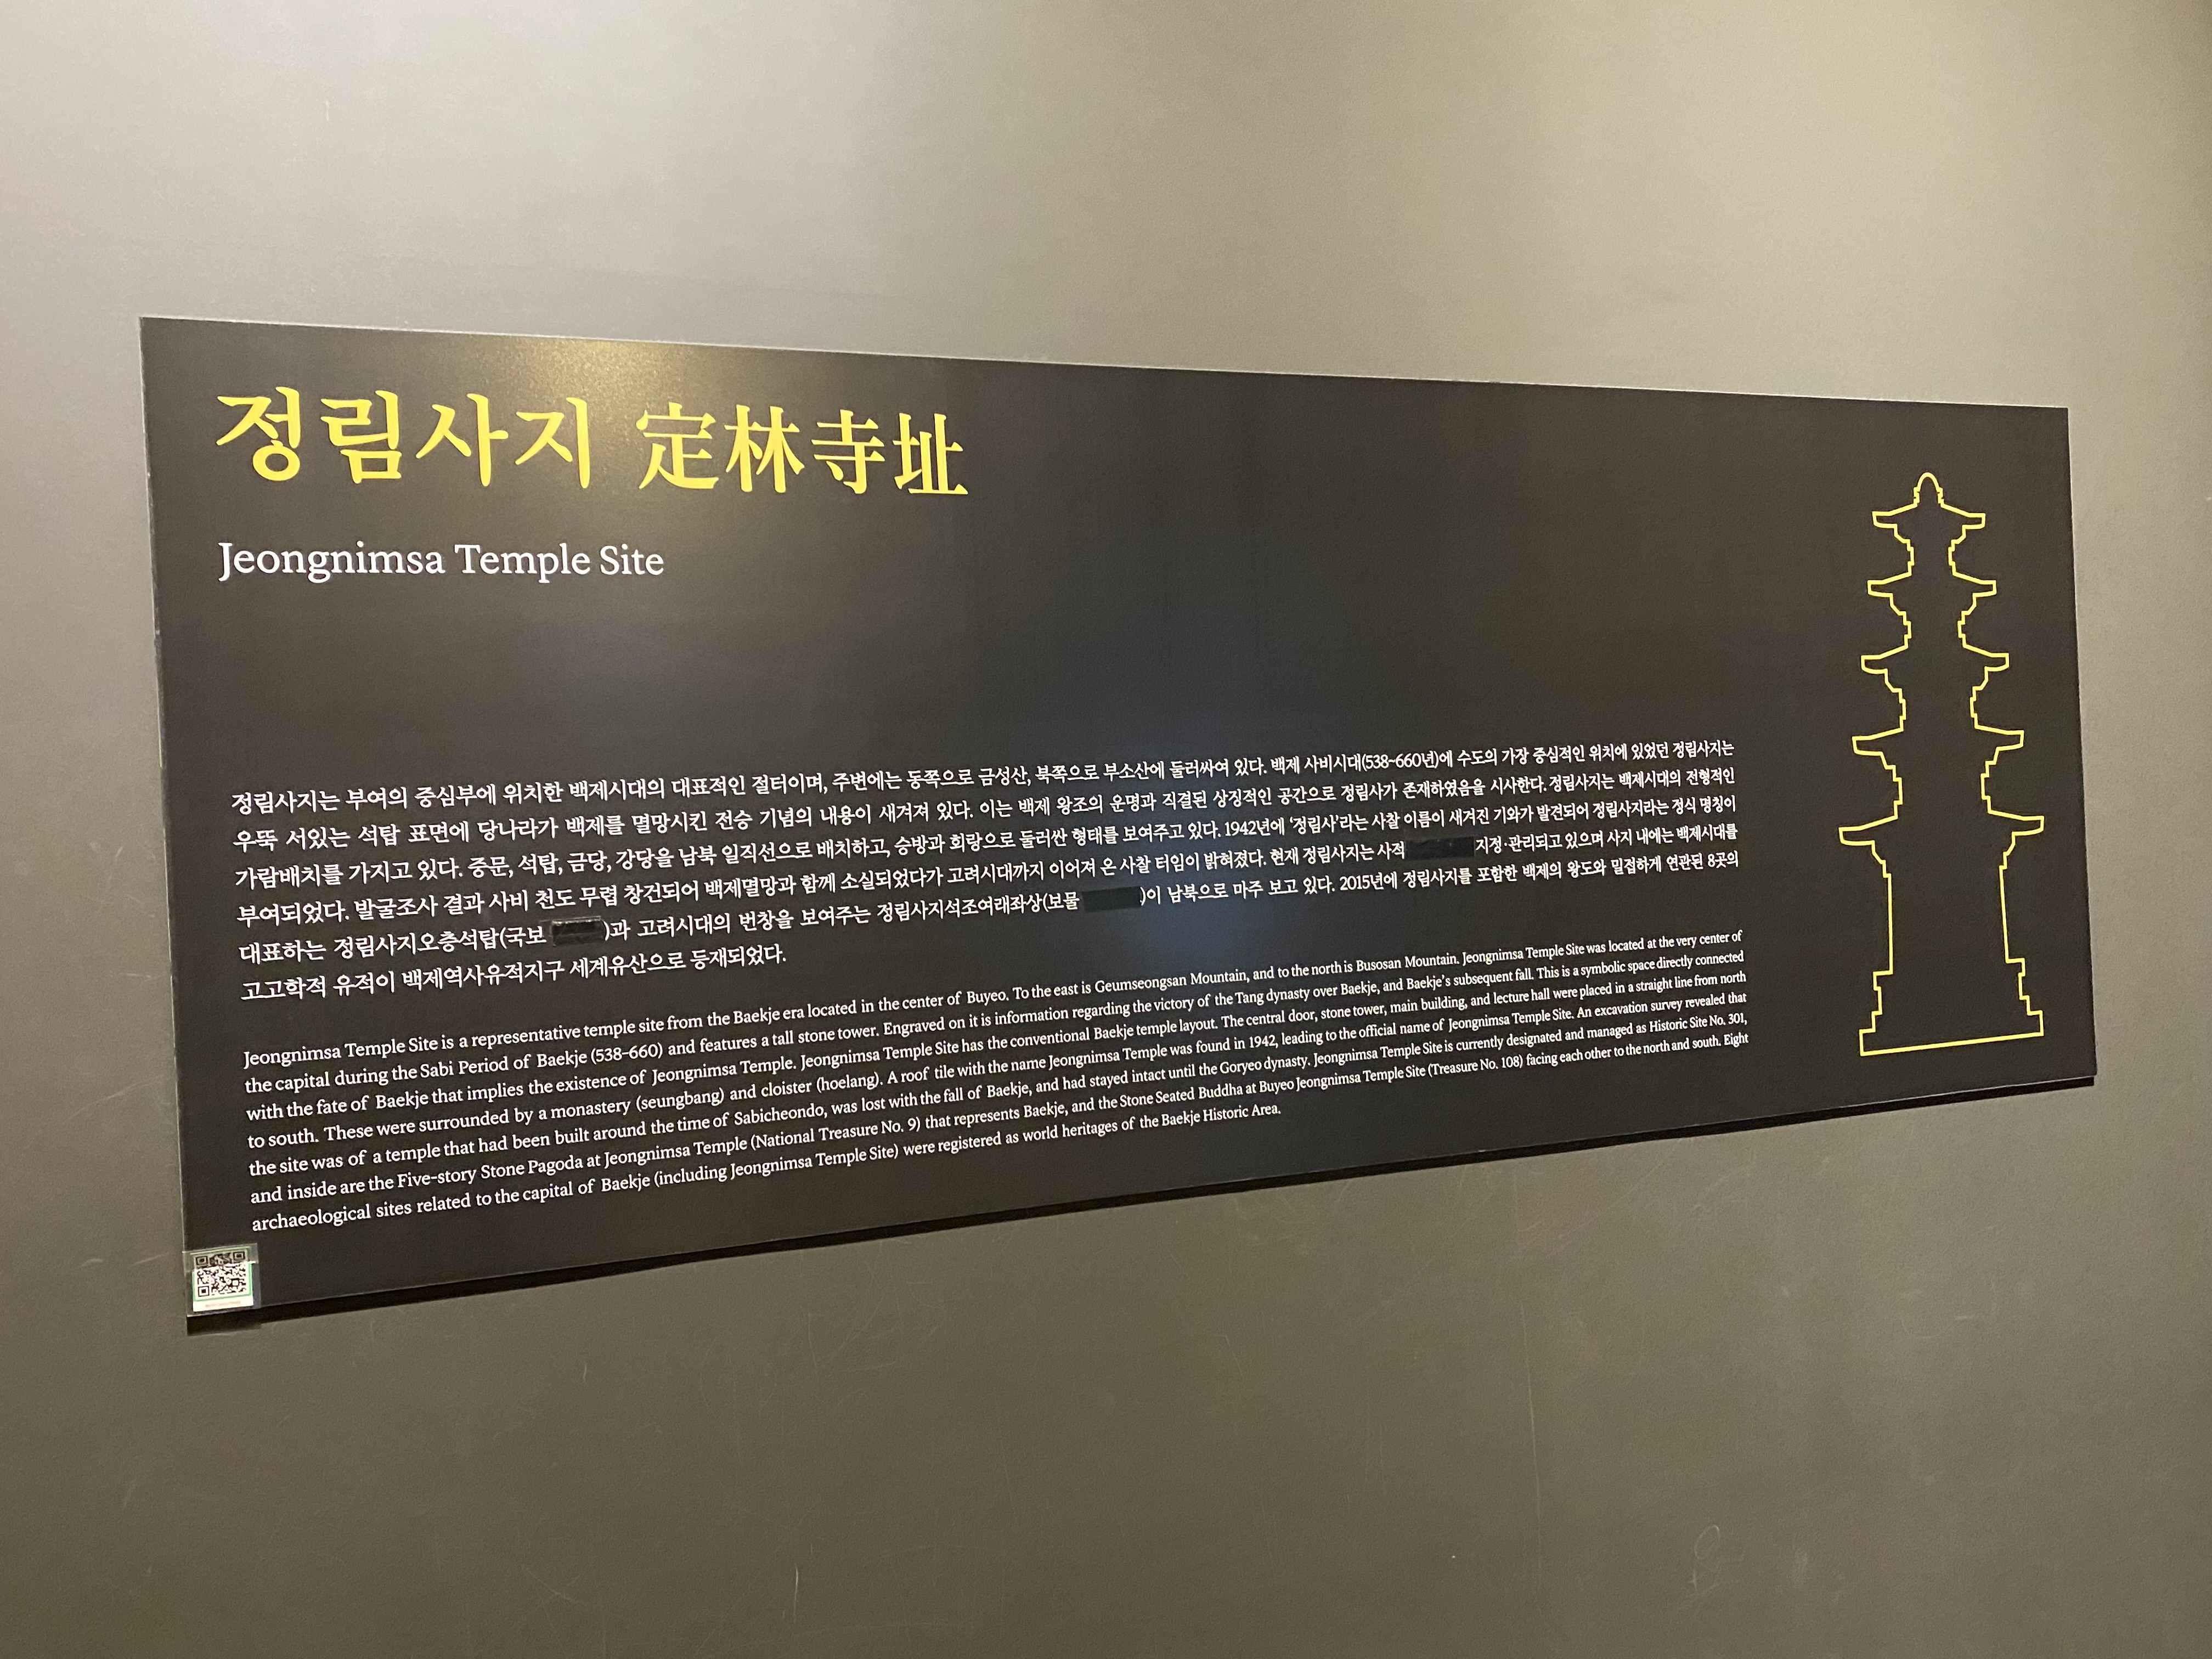 정림사지 定林寺址
Jeongnimsa Temple Site
정림사지는 부여의 중심부에 위치한 백제시대의 대표적인 절터이며, 주변에는 동쪽으로 금성산, 북쪽으로 부소산에 둘러싸여 있다. 백제 사비시대(538-660년)에 수도의 가장 중심적인 위치에 있었던 정림사지는
우뚝 서있는 석탑 표면에 당나라가 백제를 멸망시킨 전승 기념의 내용이 새겨져 있다. 이는 백제 왕조의 운명과 직결된 상징적인 공간으로 정림사가 존재하였음을 시사한다. 정림사지는 백제시대의 전형적인
가람배치를 가지고 있다. 중문, 석탑, 금당, 강당을 남북 일직선으로 배치하고, 승방과 회랑으로 둘러싼 형태를 보여주고 있다. 1942년에 '정림사'라는 사찰 이름이 새겨진 기와가 발견되어 정림사지라는 정식 명칭이
부여되었다. 발굴조사 결과 사비 천도 무렵 창건되어 백제멸망과 함께 소실되었다가 고려시대까지 이어져 온 사찰 터임이 밝혀졌다. 현재 정림사지는 사적 지정·관리되고 있으며 사지 내에는 백제시대를
대표하는 정림사지오층석탑(국보 )과 고려시대의 번창을 보여주는 정림사지석조여래좌상(보물 )이 남북으로 마주 보고 있다. 2015년에 정림사지를 포함한 백제의 왕도와 밀접하게 연관된 8곳의
고고학적 유적이 백제역사유적지구 세계유산으로 등재되었다.
Jeongnimsa Temple Site is a representative temple site from the Baekje era located in the center of Buyeo. To the east is Geumseongsan Mountain, and to the north is Busosan Mountain. Jeongnimsa Temple Site was located at the very center of
the capital during the Sabi Period of Baekje (538-660) and features a tall stone tower. Engraved on it is information regarding the victory of the Tang dynasty over Baekje, and Baekje's subsequent fall. This is a symbolic space directly connected
with the fate of Baekje that implies the existence of Jeongnimsa Temple. Jeongnimsa Temple Site has the conventional Baekje temple layout. The central door, stone tower, main building, and lecture hall were placed in a straight line from north
to south. These were surrounded by a monastery (seungbang) and cloister (hoelang). A roof tile with the name Jeongnimsa Temple was found in 1942, leading to the official name of Jeongnimsa Temple Site. An excavation survey revealed that
the site was of a temple that had been built around the time of Sabicheondo, was lost with the fall of Baekje, and had stayed intact until the Goryeo dynasty. Jeongnimsa Temple Site is currently designated and managed as Historic Site No. 301,
and inside are the Five-story Stone Pagoda at Jeongnimsa Temple (National Treasure No. 9) that represents Baekje, and the Stone Seated Buddha at Buyeo Jeongnimsa Temple Site (Treasure No. 108) facing each other to the north and south. Eight
archaeological sites related to the capital of Baekje (including Jeongnimsa Temple Site) were registered as world heritages of the Baekje Historic Area.